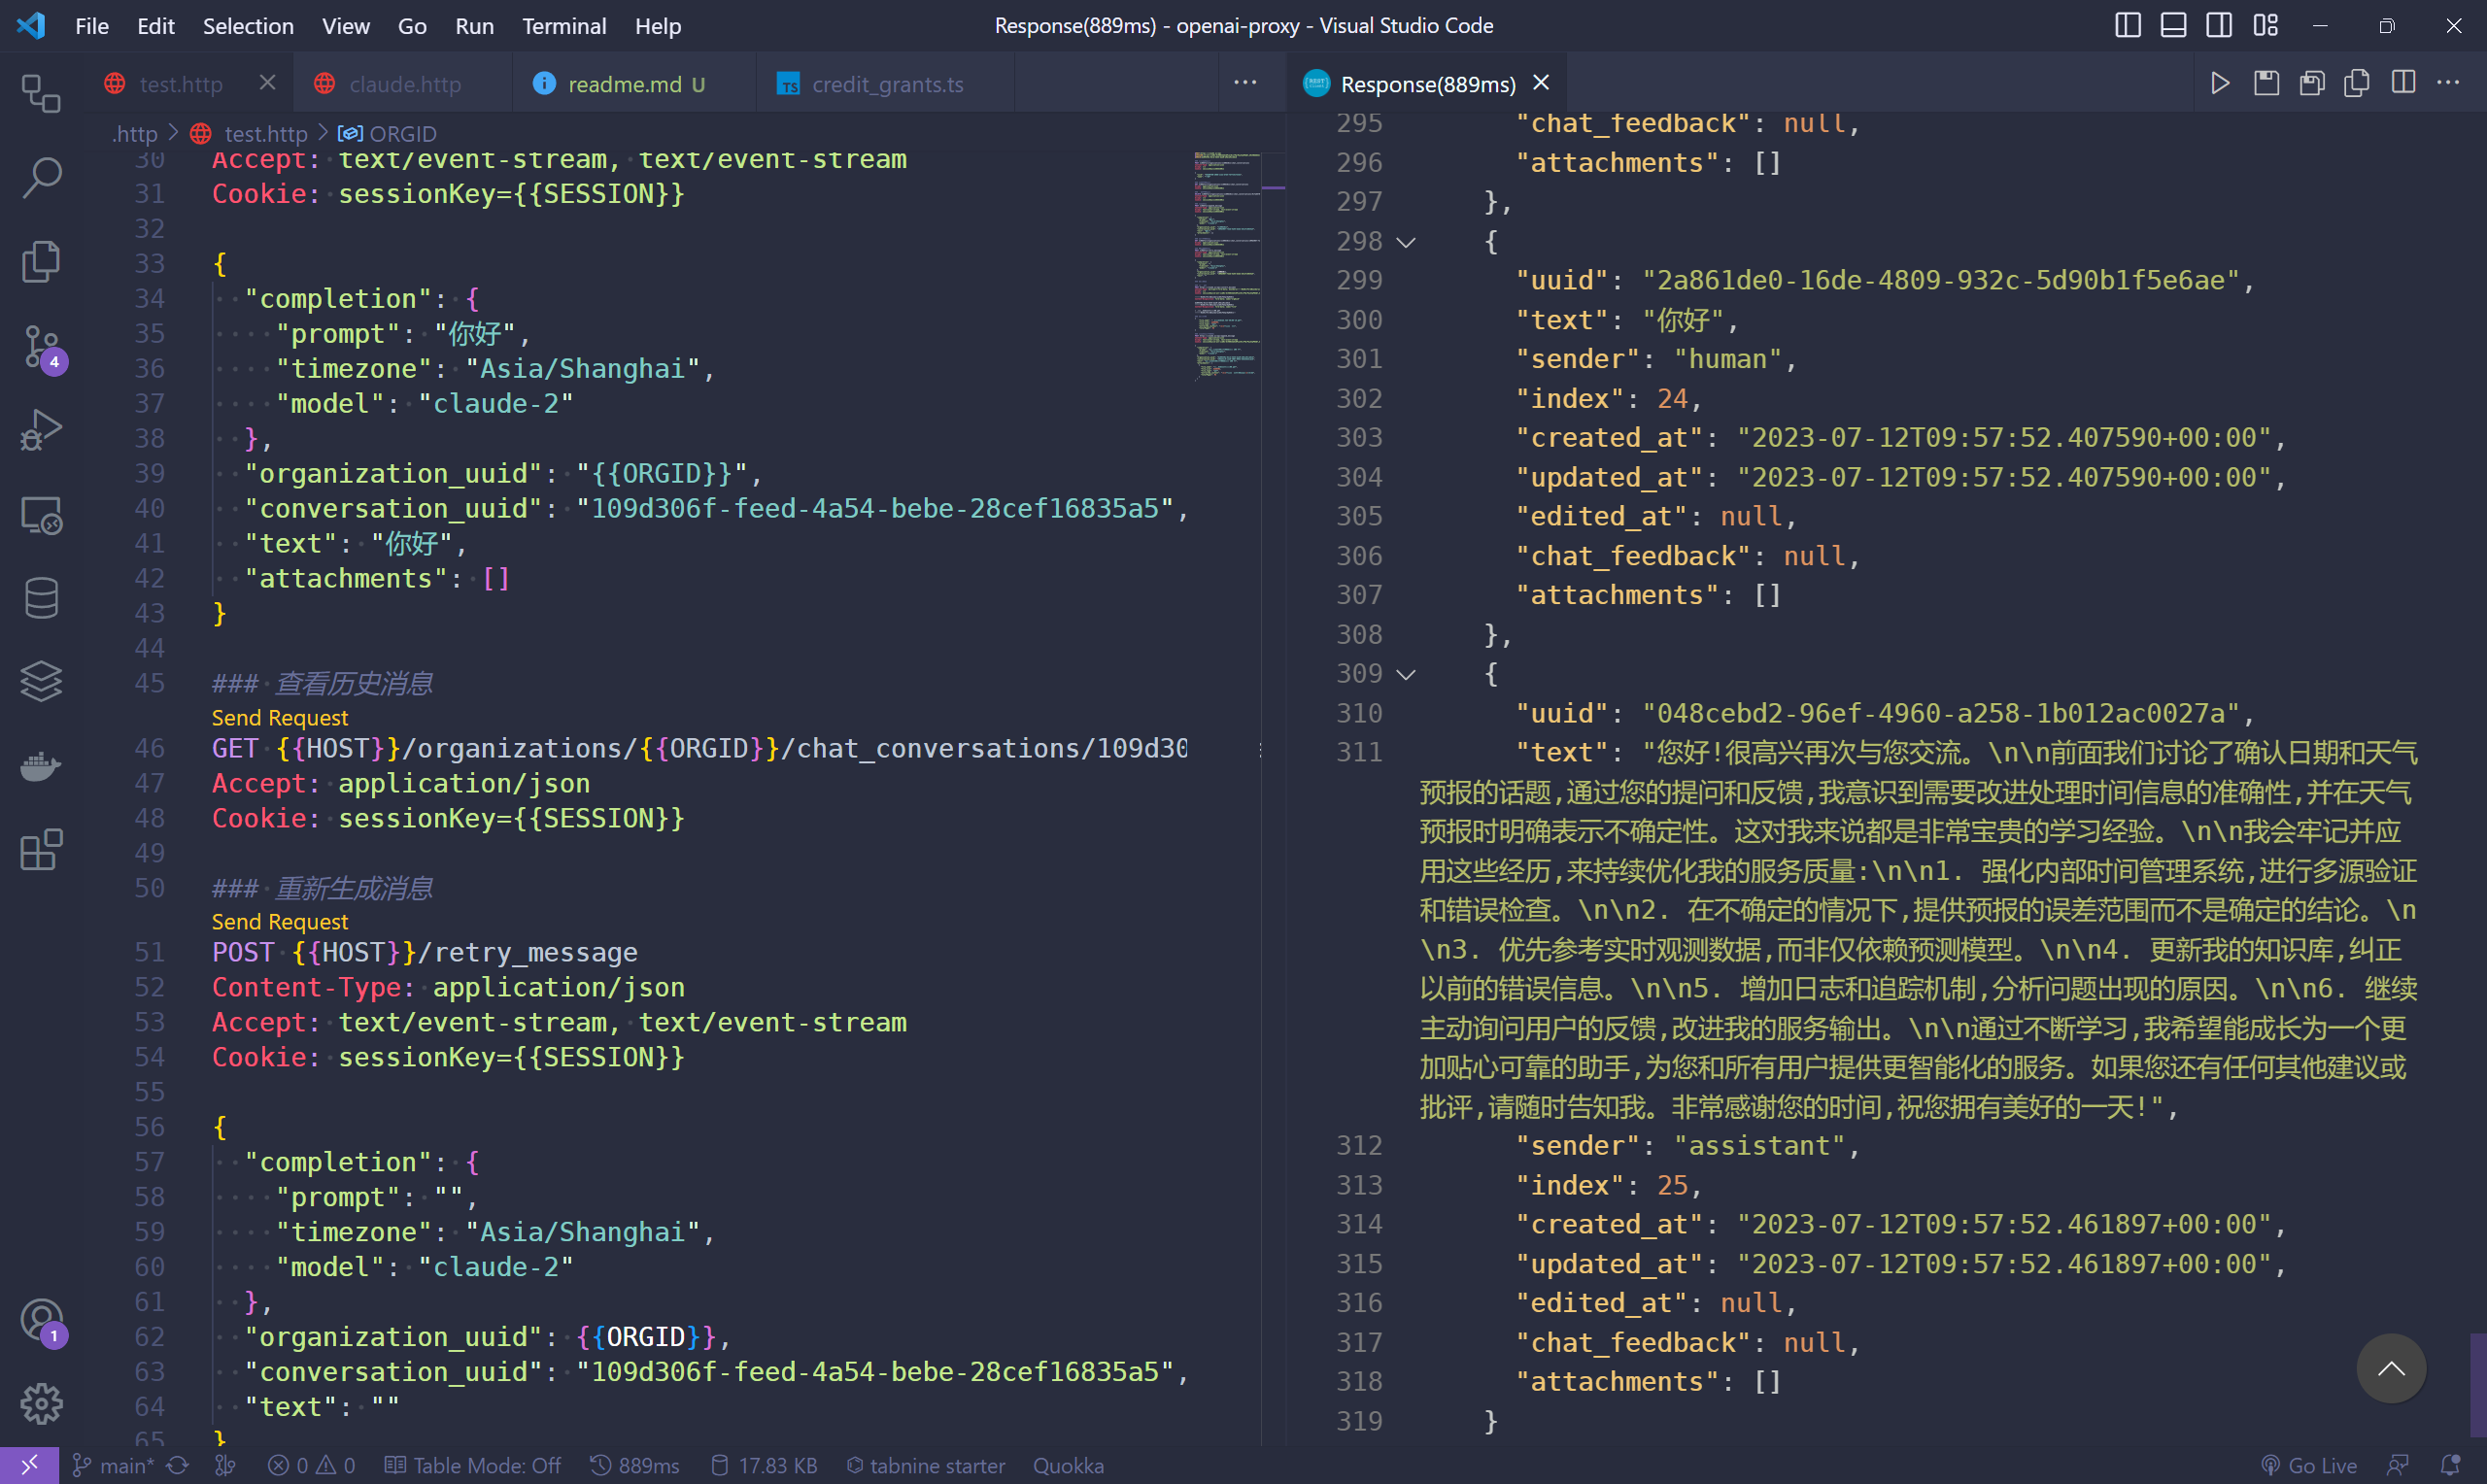 File Edit Selection View Go Run Terminal Help
Response(889ms) - openai-proxy - Visual Studio Code
test.http
claude.http
readme.md U
TS credit_grants.ts
···
.http > test.http > ORGID
30 Accept: text/event-stream, text/event-stream
31 Cookie: sessionKey={{SESSION}}
32
33 {
34 "completion": {
35 "prompt": "你好",
36 "timezone": "Asia/Shanghai",
37 "model": "claude-2"
38 },
39 "organization_uuid": "{{ORGID}}",
40 "conversation_uuid": "109d306f-feed-4a54-bebe-28cef16835a5",
41 "text": "你好",
42 "attachments": []
43 }
44
45 ### 查看历史消息
Send Request
46 GET {{HOST}}/organizations/{{ORGID}}/chat_conversations/109d30
47 Accept: application/json
48 Cookie: sessionKey={{SESSION}}
49
50 ### 重新生成消息
Send Request
51 POST {{HOST}}/retry_message
52 Content-Type: application/json
53 Accept: text/event-stream, text/event-stream
54 Cookie: sessionKey={{SESSION}}
55
56 {
57 "completion": {
58 "prompt": "",
59 "timezone": "Asia/Shanghai",
60 "model": "claude-2"
61 },
62 "organization_uuid": {{ORGID}},
63 "conversation_uuid": "109d306f-feed-4a54-bebe-28cef16835a5",
64 "text": ""
65 }
Response(889ms)
295 "chat_feedback": null,
296 "attachments": []
297 },
298 {
299 "uuid": "2a861de0-16de-4809-932c-5d90b1f5e6ae",
300 "text": "你好",
301 "sender": "human",
302 "index": 24,
303 "created_at": "2023-07-12T09:57:52.407590+00:00",
304 "updated_at": "2023-07-12T09:57:52.407590+00:00",
305 "edited_at": null,
306 "chat_feedback": null,
307 "attachments": []
308 },
309 {
310 "uuid": "048cebd2-96ef-4960-a258-1b012ac0027a",
311 "text": "您好!很高兴再次与您交流。\n\n前面我们讨论了确认日期和天气
预报的话题,通过您的提问和反馈,我意识到需要改进处理时间信息的准确性,并在天气
预报时明确表示不确定性。这对我来说都是非常宝贵的学习经验。\n\n我会牢记并应
用这些经历,来持续优化我的服务质量:\n\n1. 强化内部时间管理系统,进行多源验证
和错误检查。\n\n2. 在不确定的情况下,提供预报的误差范围而不是确定的结论。\n
\n3. 优先参考实时观测数据,而非仅依赖预测模型。\n\n4. 更新我的知识库,纠正
以前的错误信息。\n\n5. 增加日志和追踪机制,分析问题出现的原因。\n\n6. 继续
主动询问用户的反馈,改进我的服务输出。\n\n通过不断学习,我希望能成长为一个更
加贴心可靠的助手,为您和所有用户提供更智能化的服务。如果您还有任何其他建议或
批评,请随时告知我。非常感谢您的时间,祝您拥有美好的一天!",
312 "sender": "assistant",
313 "index": 25,
314 "created_at": "2023-07-12T09:57:52.461897+00:00",
315 "updated_at": "2023-07-12T09:57:52.461897+00:00",
316 "edited_at": null,
317 "chat_feedback": null,
318 "attachments": []
319 }
4
1
main* 0 0 Table Mode: Off 889ms 17.83 KB tabnine starter Quokka Go Live